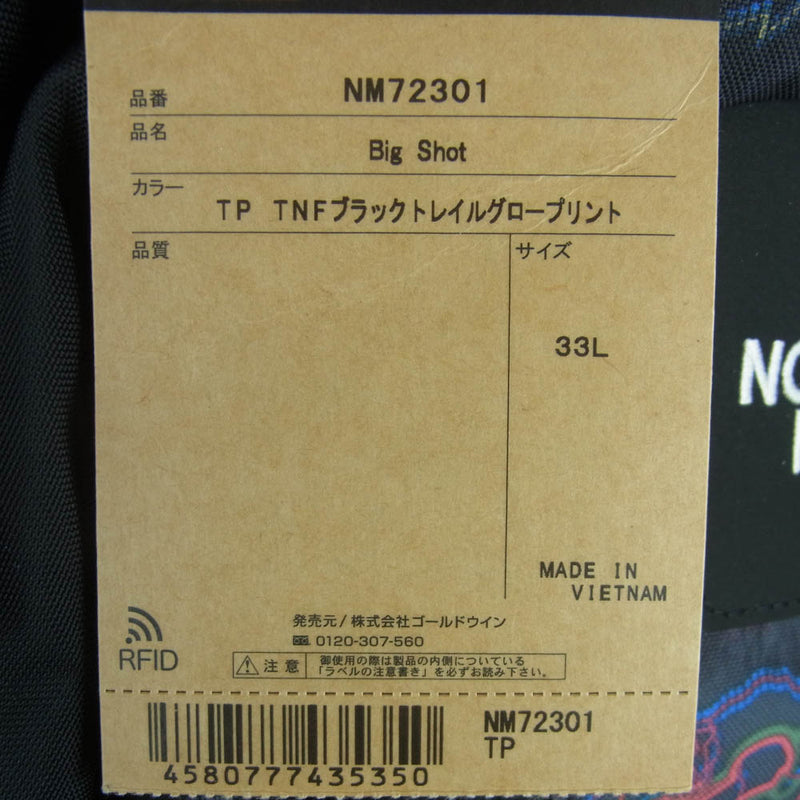 品番 NM72301
品名
Big Shot
カラー
TP TNFブラックトレイルグロープリント
品質 サイズ
33L
MADE IN
VIETNAM
発売元/株式会社ゴールドウイン
0120-307-560
RFID
注意
御使用の際は製品の内側についている
「ラベルの注意書き」を必ずお読み下さい。
NM72301
TP
4580777435350